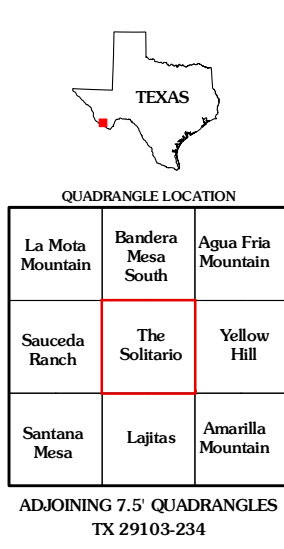 TEXAS
QUADRANGLE LOCATION
La Mota
Mountain
Bandera
Mesa
South
Agua Fria
Mountain
Sauceda
Ranch
The
Solitario
Yellow
Hill
Santana
Mesa
Lajitas
Amarilla
Mountain
ADJOINING 7.5' QUADRANGLES
TX 29103-234